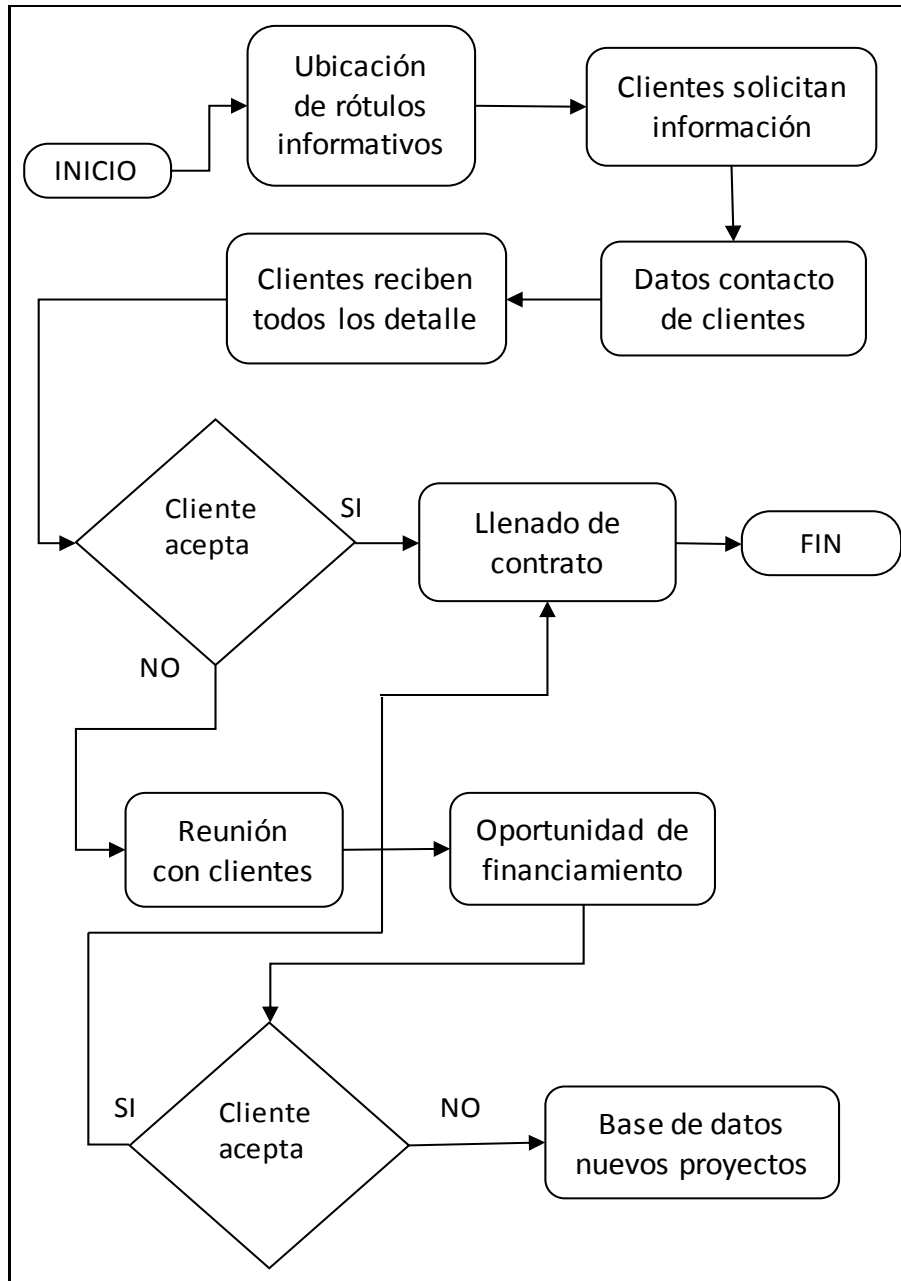 Ubicación
de rótulos
informativos
Clientes solicitan
información
INICIO
Clientes reciben
todos los detalle
Datos contacto
de clientes
Cliente
acepta
SI
Llenado de
contrato
FIN
NO
Reunión
con clientes
Oportunidad de
financiamiento
SI
Cliente
acepta
NO
Base de datos
nuevos proyectos